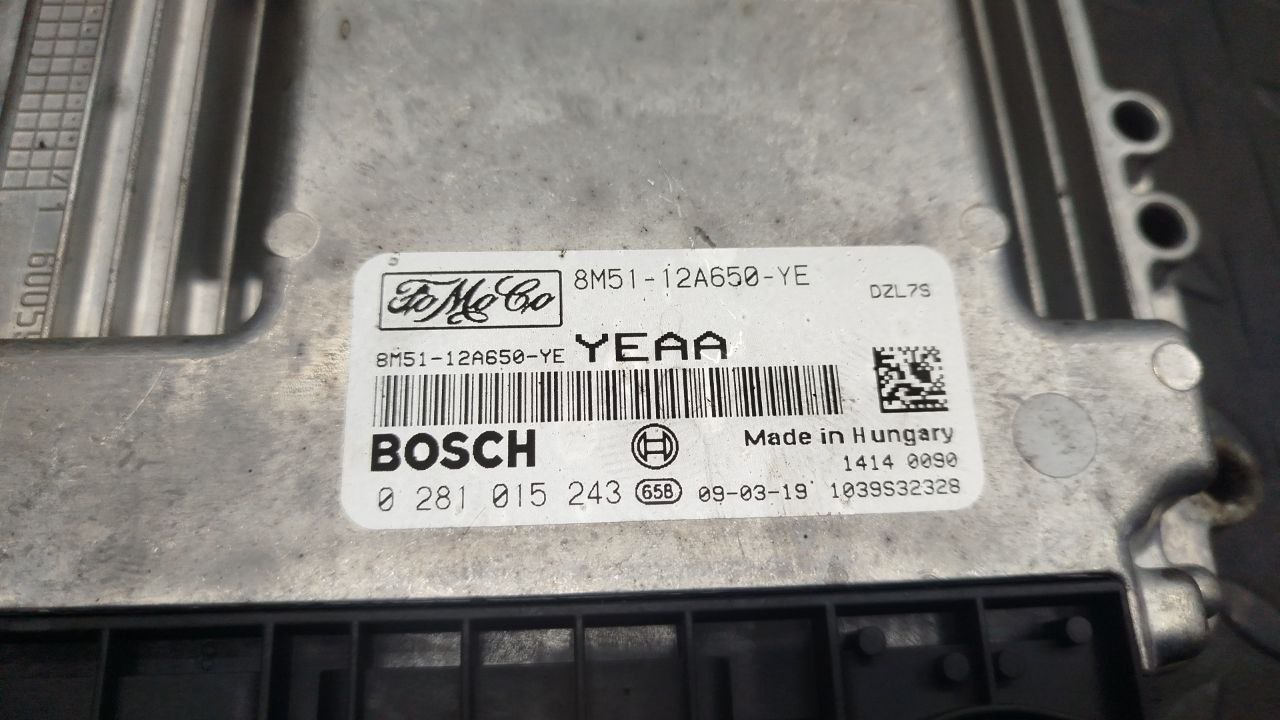 FoMoCo
8M51-12A650-YE
DZL7S
8M51-12A650-YE YEAA
BOSCH
Made in Hungary
1414 0090
0 281 015 243 65B 09-03-19 1039S32328